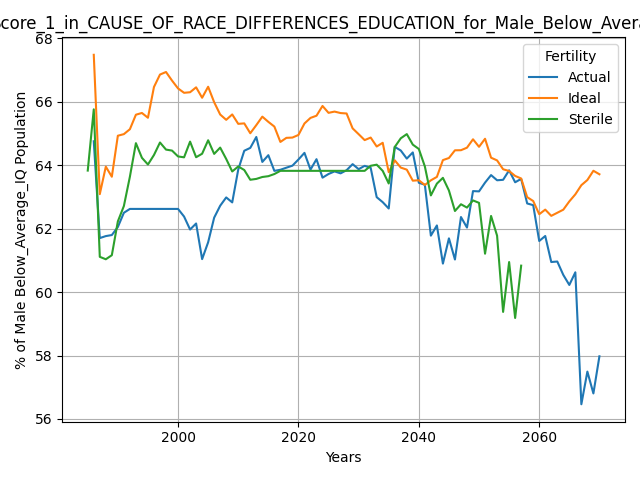 core_1_in_CAUSE_OF_RACE_DIFFERENCES_EDUCATION_for_Male_Below_Avera
Fertility
Actual
Ideal
Sterile
% of Male Below_Average_IQ Population
68
66
64
62
60
58
56
2000
2020
2040
2060
Years